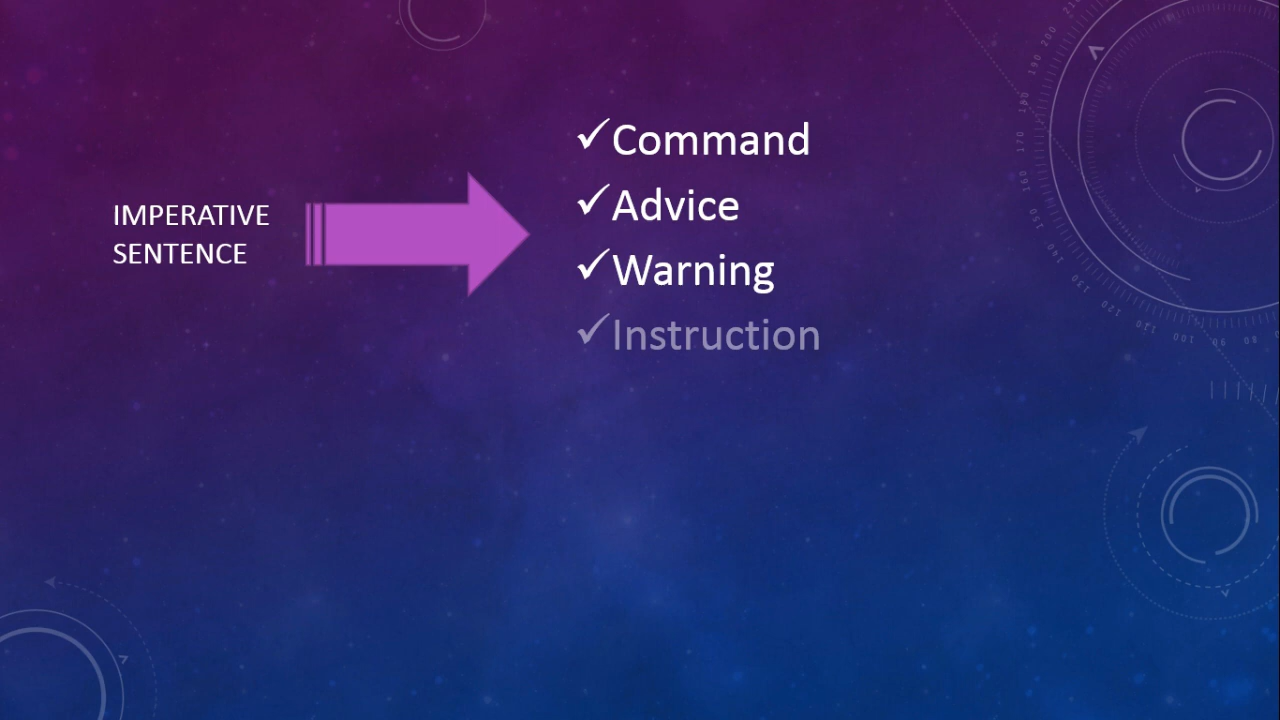 IMPERATIVE
SENTENCE
✓Command
✓Advice
✓Warning
✓Instruction